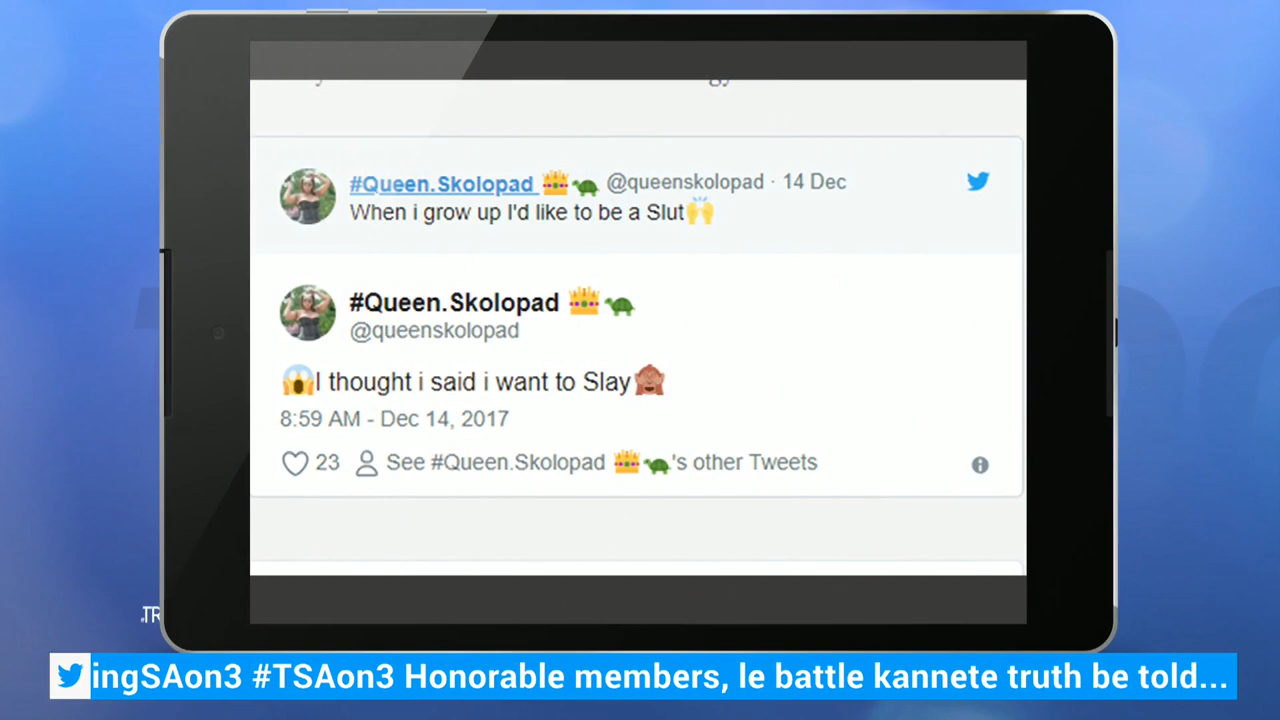 #Queen.Skolopad 👑🐢 @queenskolopad · 14 Dec
When i grow up I'd like to be a Slut🙌
#Queen.Skolopad 👑🐢
@queenskolopad
😱I thought i said i want to Slay🙈
8:59 AM - Dec 14, 2017
23 See #Queen.Skolopad 👑🐢's other Tweets
ingSAon3 #TSAon3 Honorable members, le battle kannete truth be told...